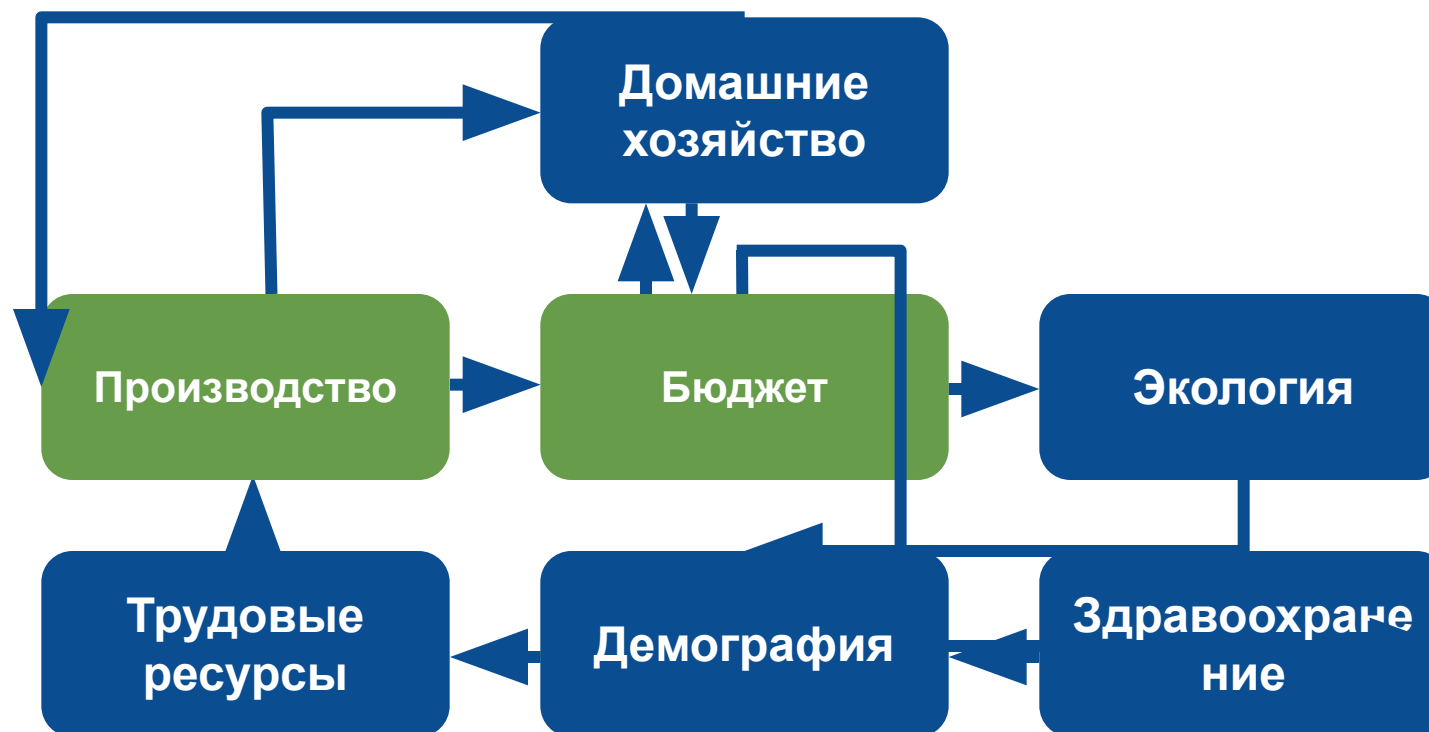 Домашние
хозяйство
Производство
Бюджет
Экология
Трудовые
ресурсы
Демография
Здравоохране
ние